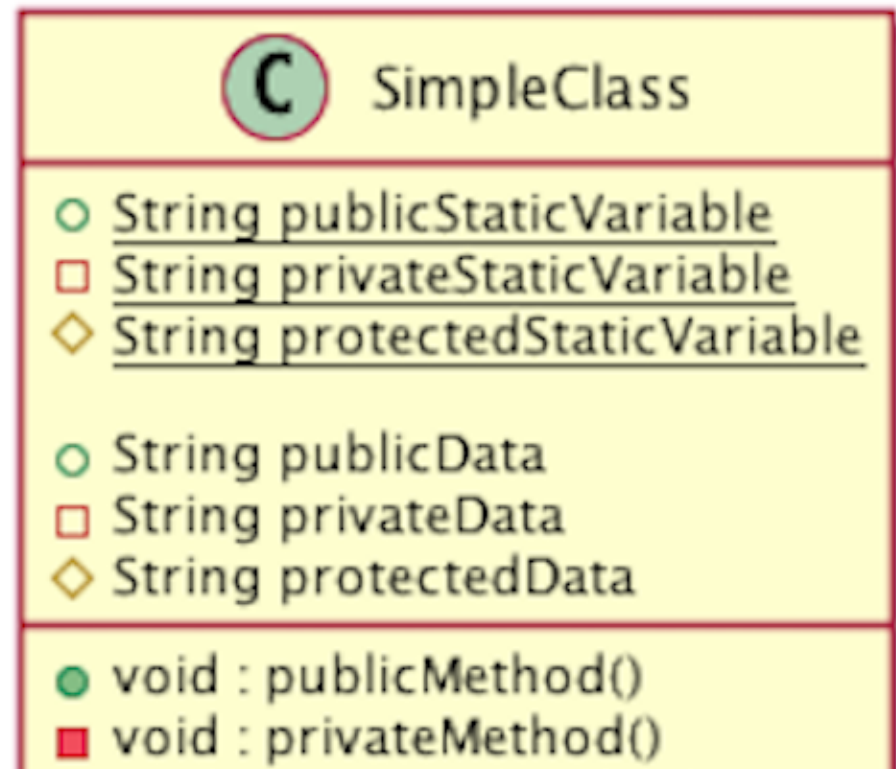 C SimpleClass
String publicStaticVariable
String privateStaticVariable
String protectedStaticVariable
String publicData
String privateData
String protectedData
void : publicMethod()
void : privateMethod()